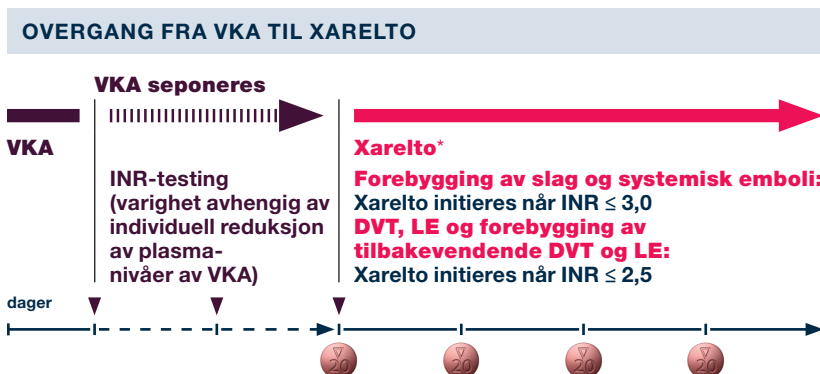 OVERGANG FRA VKA TIL XARELTO
VKA seponeres
VKA
INR-testing
(varighet avhengig av
individuell reduksjon
av plasma-
nivåer av VKA)
Xarelto*
Forebygging av slag og systemisk emboli:
Xarelto initieres når INR ≤ 3,0
DVT, LE og forebygging av
tilbakevendende DVT og LE:
Xarelto initieres når INR ≤ 2,5
dager
20
20
20
20